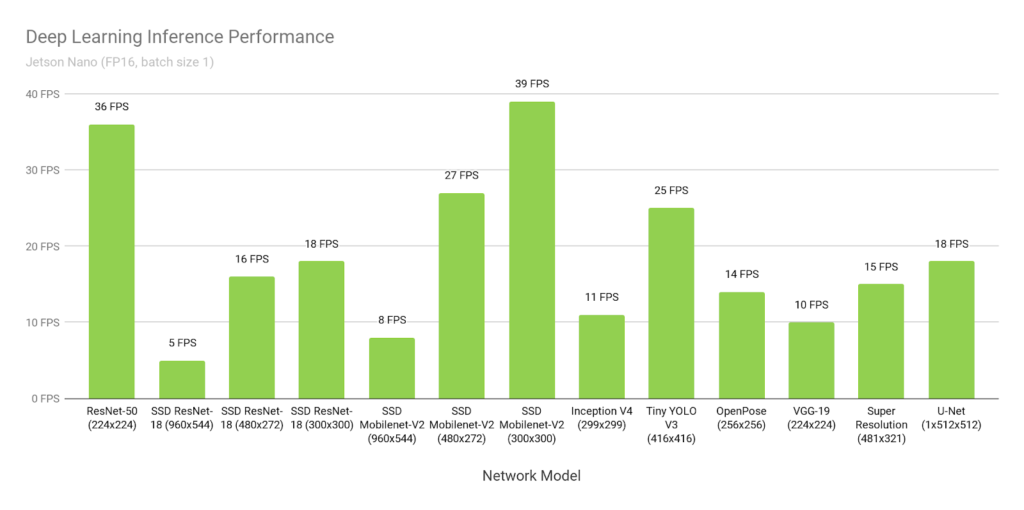 Deep Learning Inference Performance
Jetson Nano (FP16, batch size 1)
39 FPS
40 FPS
36 FPS
30 FPS
27 FPS
25 FPS
20 FPS
18 FPS
18 FPS
16 FPS
15 FPS
14 FPS
11 FPS
10 FPS
10 FPS
8 FPS
5 FPS
0 FPS
ResNet-50
(224x224)
SSD ResNet-
18 (960x544)
SSD ResNet-
18 (480x272)
SSD ResNet-
18 (300x300)
SSD
Mobilenet-V2
(960x544)
SSD
Mobilenet-V2
(480x272)
SSD
Mobilenet-V2
(300x300)
Inception V4
(299x299)
Tiny YOLO
V3
(416x416)
OpenPose
(256x256)
VGG-19
(224x224)
Super
Resolution
(481x321)
U-Net
(1x512x512)
Network Model